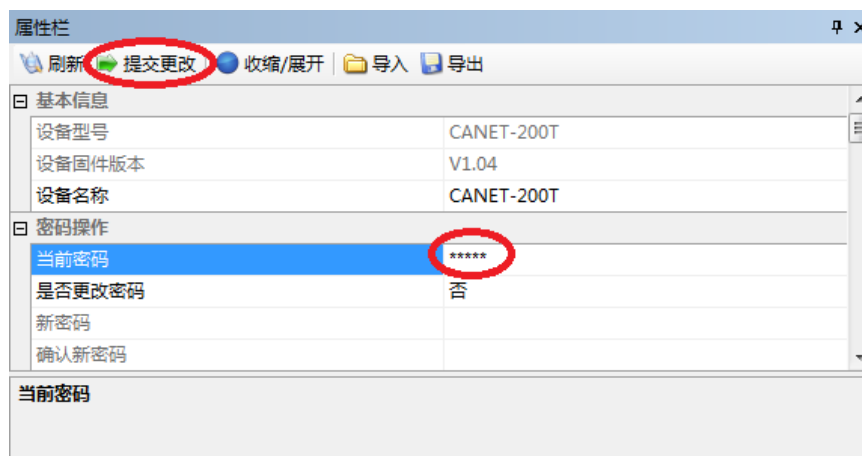 属性栏
刷新 提交更改 收缩/展开 导入 导出
基本信息
设备型号 CANET-200T
设备固件版本 V1.04
设备名称 CANET-200T
密码操作
当前密码 *****
是否更改密码 否
新密码
确认新密码
当前密码